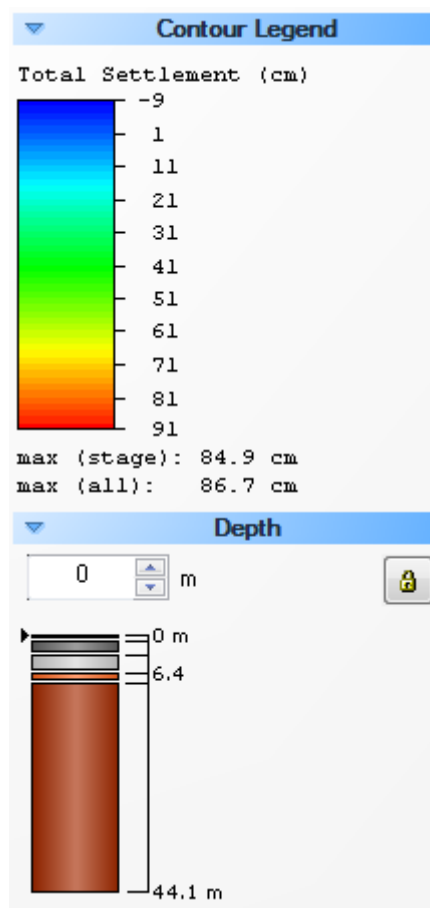 Contour Legend
Total Settlement (cm)
-9
1
11
21
31
41
51
61
71
81
91
max (stage): 84.9 cm
max (all): 86.7 cm
Depth
0 m
0 m
6.4
44.1 m